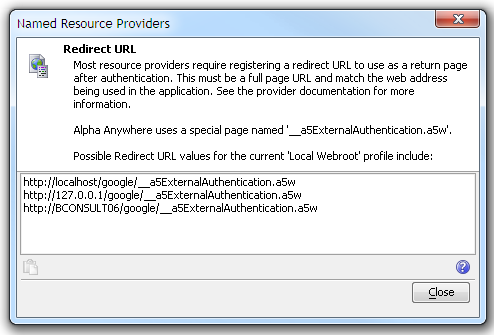 Named Resource Providers
Redirect URL
Most resource providers require registering a redirect URL to use as a return page
after authentication. This must be a full page URL and match the web address
being used in the application. See the provider documentation for more
information.
Alpha Anywhere uses a special page named '__a5ExternalAuthentication.a5w'.
Possible Redirect URL values for the current 'Local Webroot' profile include:
http://localhost/google/__a5ExternalAuthentication.a5w
http://127.0.0.1/google/__a5ExternalAuthentication.a5w
http://BCONSULT06/google/__a5ExternalAuthentication.a5w
?
Close